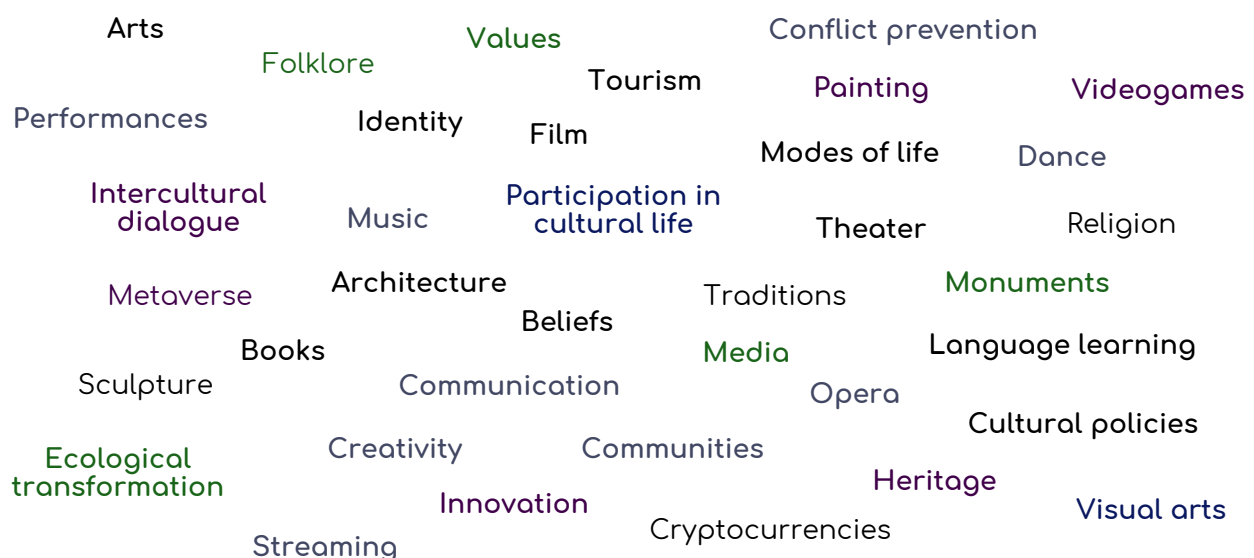 Arts
Values
Conflict prevention
Folklore
Tourism
Painting
Videogames
Performances
Identity
Film
Modes of life
Dance
Intercultural
dialogue
Music
Participation in
cultural life
Theater
Religion
Metaverse
Architecture
Traditions
Monuments
Beliefs
Books
Media
Language learning
Sculpture
Communication
Opera
Cultural policies
Ecological
transformation
Creativity
Communities
Heritage
Innovation
Visual arts
Cryptocurrencies
Streaming